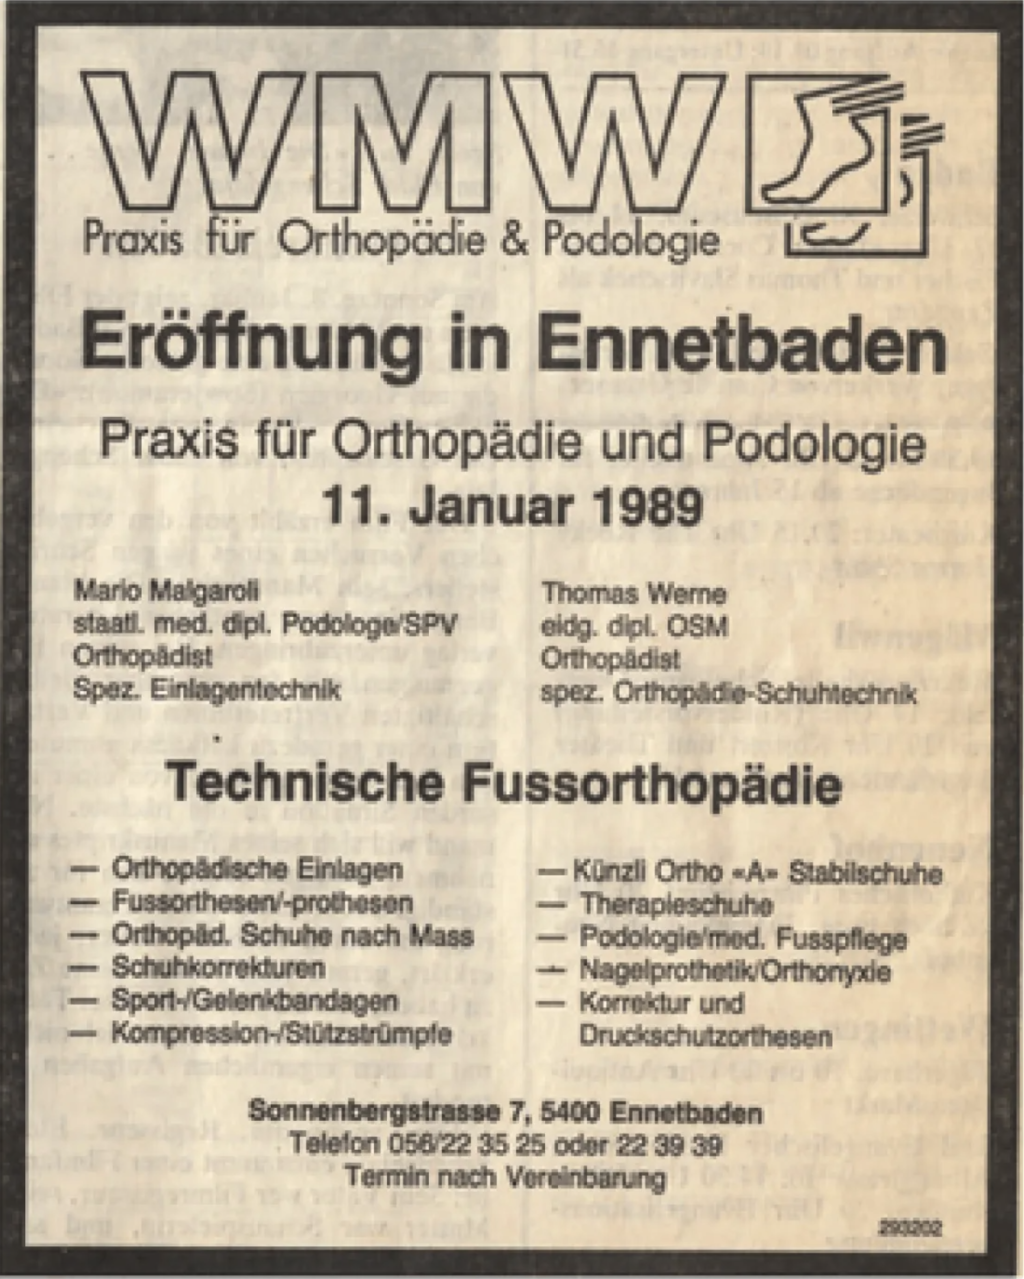 WMW
Praxis für Orthopädie & Podologie
Eröffnung in Ennetbaden
Praxis für Orthopädie und Podologie
11. Januar 1989
Mario Malgaroli
staatl. med. dipl. Podologe/SPV
Orthopädist
Spez. Einlagentechnik
Thomas Werne
eidg. dipl. OSM
Orthopädist
spez. Orthopädie-Schuhtechnik
Technische Fussorthopädie
— Orthopädische Einlagen
— Fussorthesen/-prothesen
— Orthopäd. Schuhe nach Mass
— Schuhkorrekturen
— Sport-/Gelenkbandagen
— Kompression-/Stützstrümpfe
— Künzli Ortho «A» Stabilschuhe
— Therapieschuhe
— Podologie/med. Fusspflege
— Nagelprothetik/Orthonyxie
— Korrektur und
Druckschutzorthesen
Sonnenbergstrasse 7, 5400 Ennetbaden
Telefon 056/22 35 25 oder 22 39 39
Termin nach Vereinbarung
293202